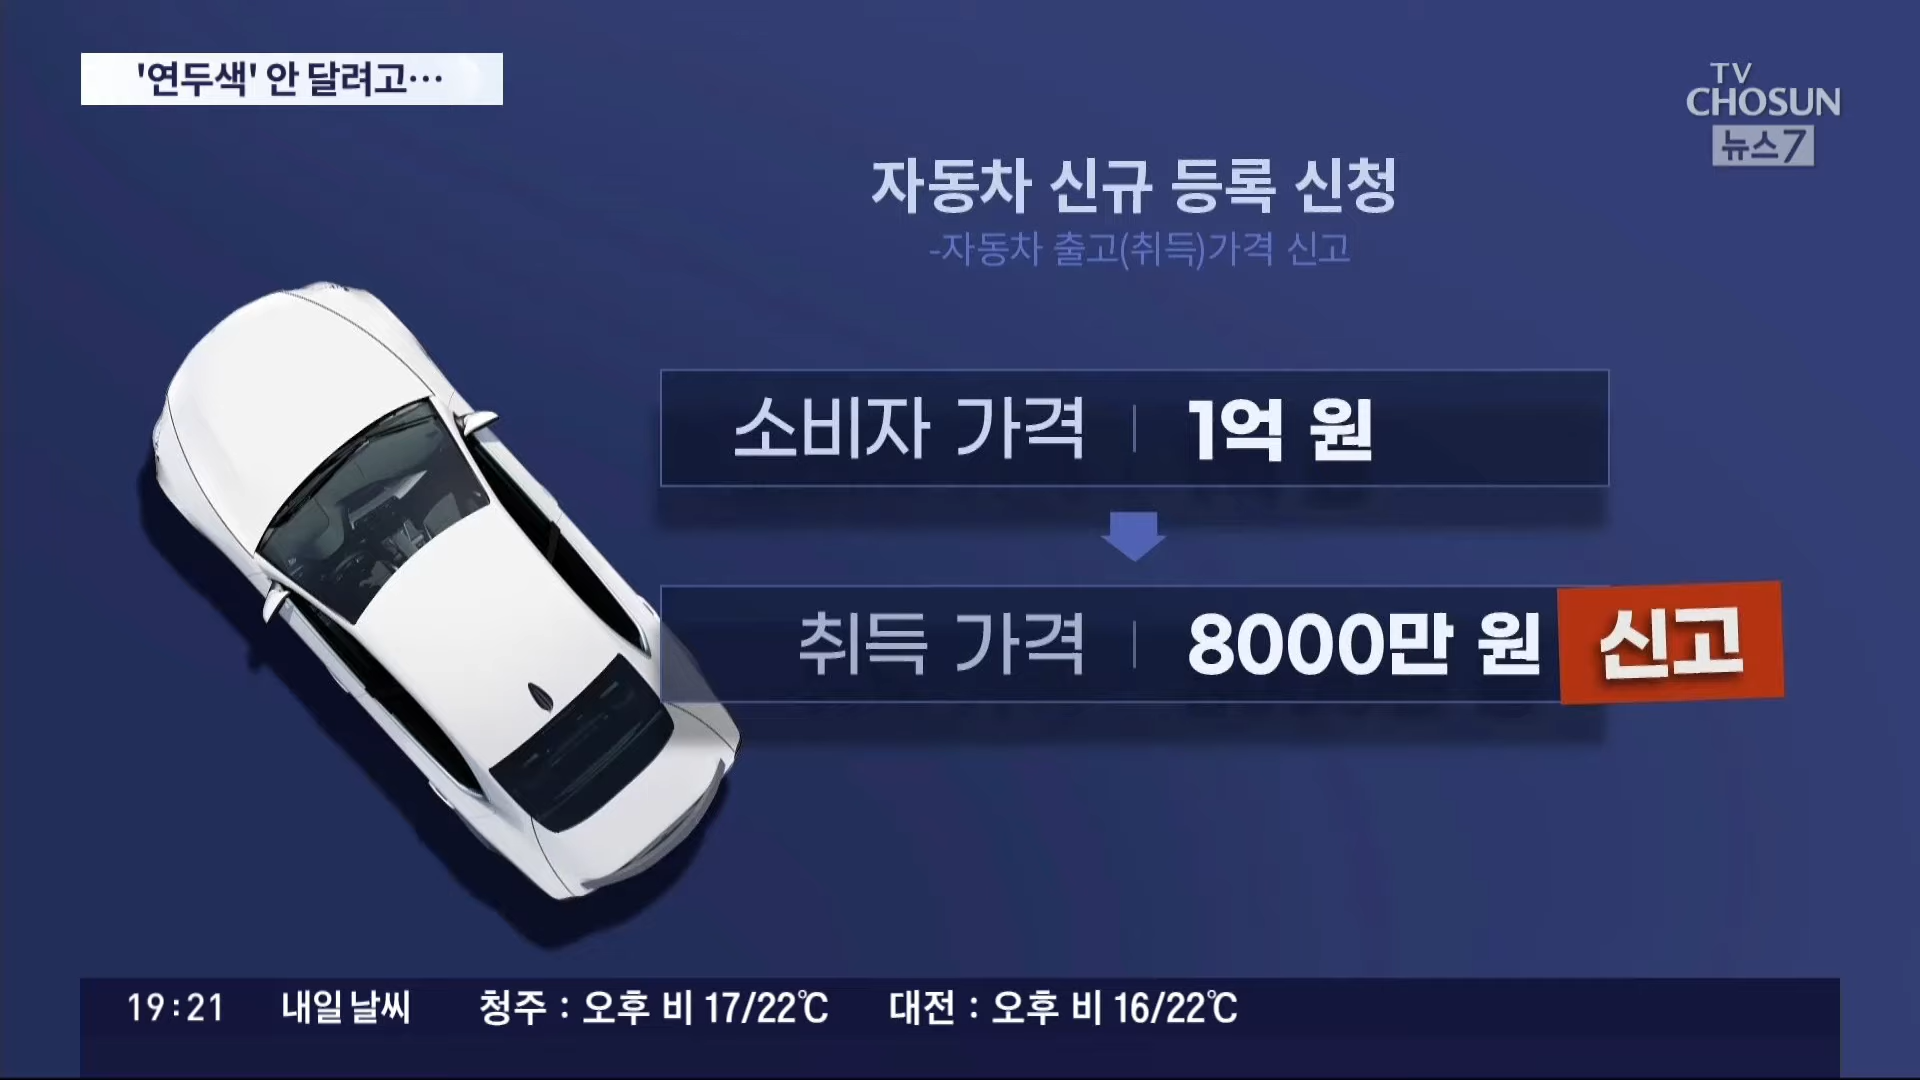 '연두색' 안 달려고…
TV
CHOSUN
뉴스7
자동차 신규 등록 신청
-자동차 출고(취득)가격 신고
소비자 가격 1억 원
취득 가격 8000만 원 신고
19:21 내일 날씨 청주 : 오후 비 17/22℃ 대전 : 오후 비 16/22℃